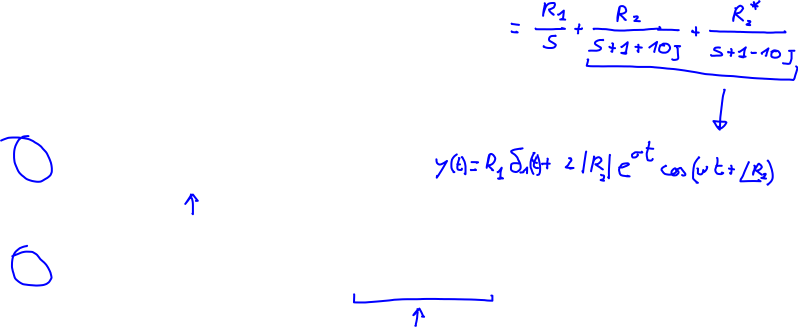 = R1/S + R2/(S+1+10J) + R2*/(S+1-10J)
y(t) = R1 δ₋1(t) + 2|R2| e^σt cos(ωt + ∠R2)